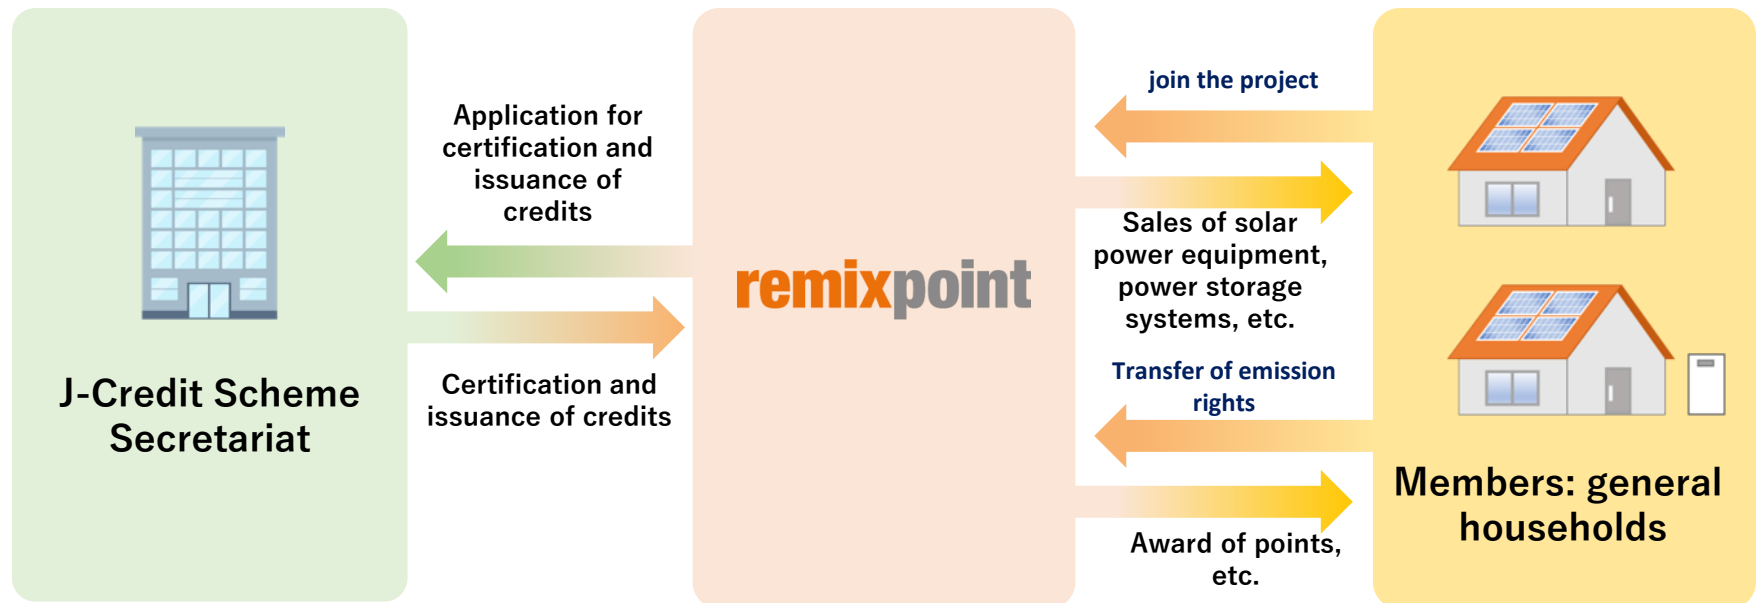 J-Credit Scheme
Secretariat
Application for
certification and
issuance of
credits
Certification and
issuance of credits
remixpoint
join the project
Sales of solar
power equipment,
power storage
systems, etc.
Transfer of emission
rights
Award of points,
etc.
Members: general
households